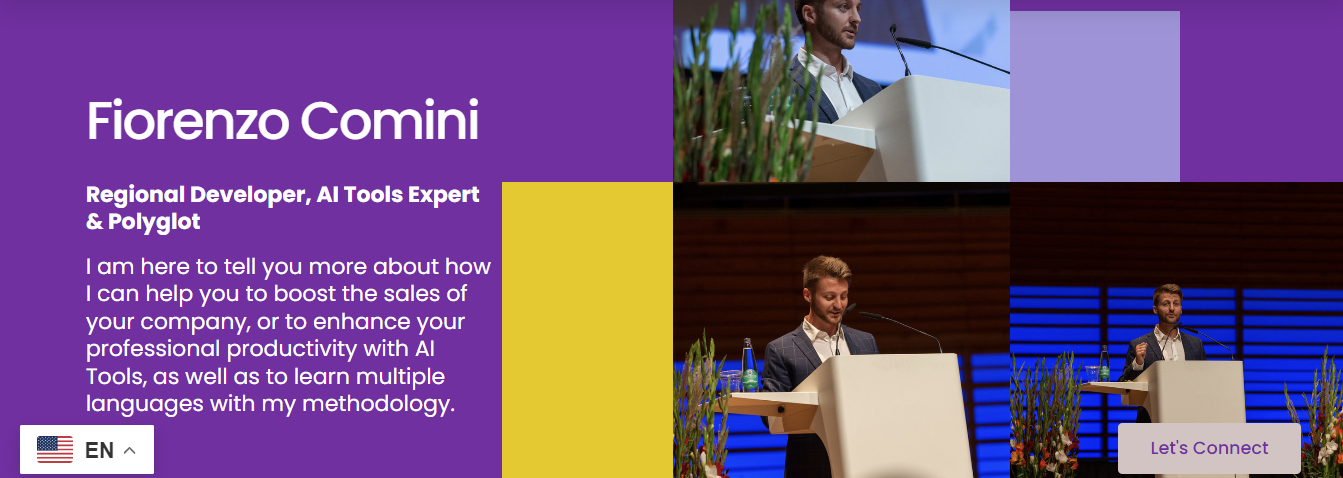 Fiorenzo Comini
Regional Developer, AI Tools Expert
& Polyglot
I am here to tell you more about how
I can help you to boost the sales of
your company, or to enhance your
professional productivity with AI
Tools, as well as to learn multiple
languages with my methodology.
EN
Let's Connect